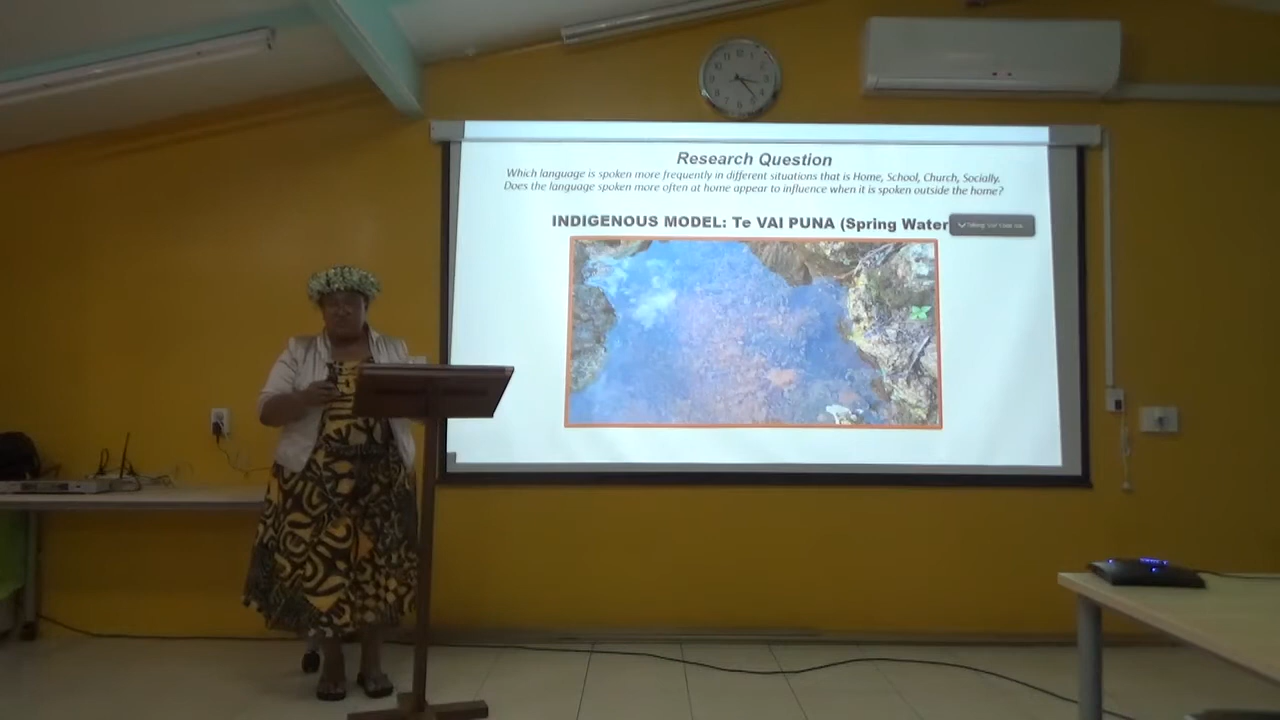 Research Question
Which language is spoken more frequently in different situations that is Home, School, Church, Socially.
Does the language spoken more often at home appear to influence when it is spoken outside the home?
INDIGENOUS MODEL: Te VAI PUNA (Spring Water